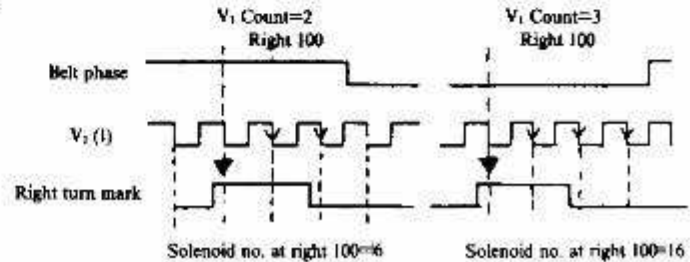 V₁ Count=2
Right 100
V₁ Count=3
Right 100
Belt phase
V₂ (1)
Right turn mark
Solenoid no. at right 100=6
Solenoid no. at right 100=16